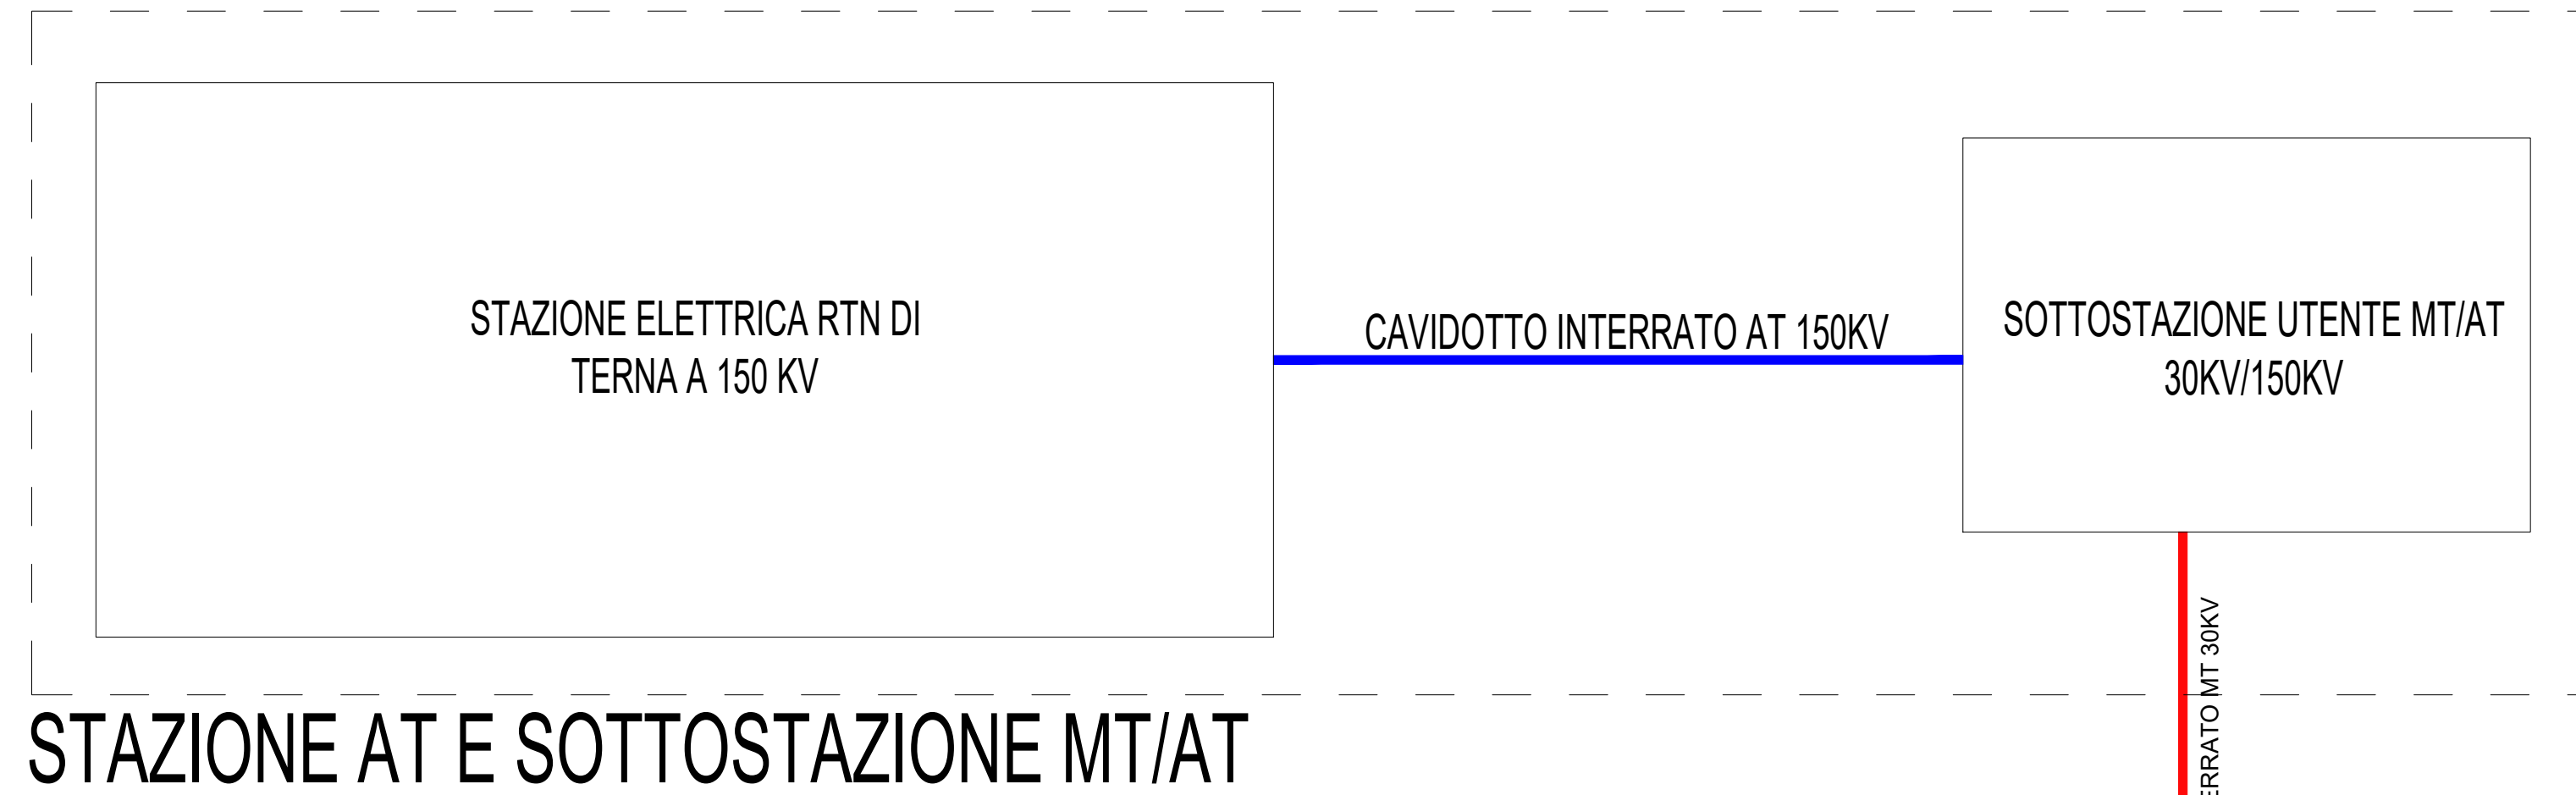 STAZIONE ELETTRICA RTN DI
TERNA A 150 KV
CAVIDOTTO INTERRATO AT 150KV
SOTTOSTAZIONE UTENTE MT/AT
30KV/150KV
MT 30KV
STAZIONE AT E SOTTOSTAZIONE MT/AT